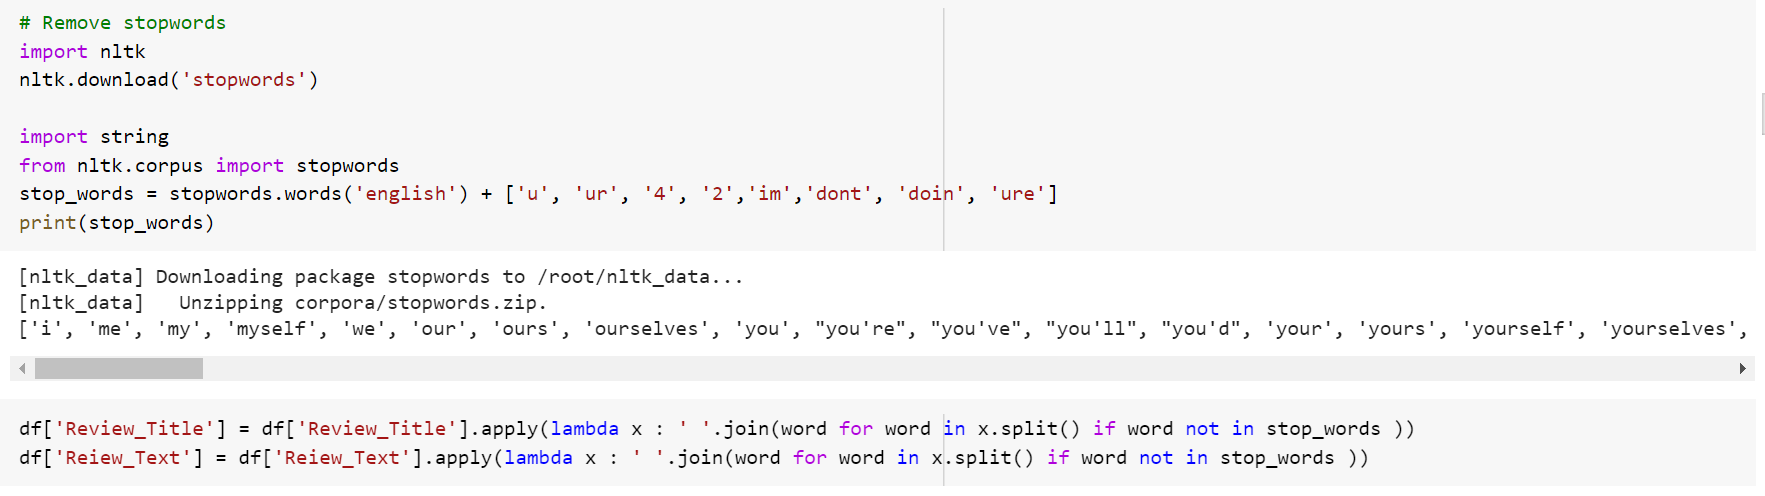 # Remove stopwords
import nltk
nltk.download('stopwords')
import string
from nltk.corpus import stopwords
stop_words = stopwords.words('english') + ['u', 'ur', '4', '2','im','dont', 'doin', 'ure']
print(stop_words)
[nltk_data] Downloading package stopwords to /root/nltk_data...
[nltk_data]   Unzipping corpora/stopwords.zip.
['i', 'me', 'my', 'myself', 'we', 'our', 'ours', 'ourselves', 'you', "you're", "you've", "you'll", "you'd", 'your', 'yours', 'yourself', 'yourselves',
df['Review_Title'] = df['Review_Title'].apply(lambda x : ' '.join(word for word in x.split() if word not in stop_words ))
df['Reiew_Text'] = df['Reiew_Text'].apply(lambda x : ' '.join(word for word in x.split() if word not in stop_words ))